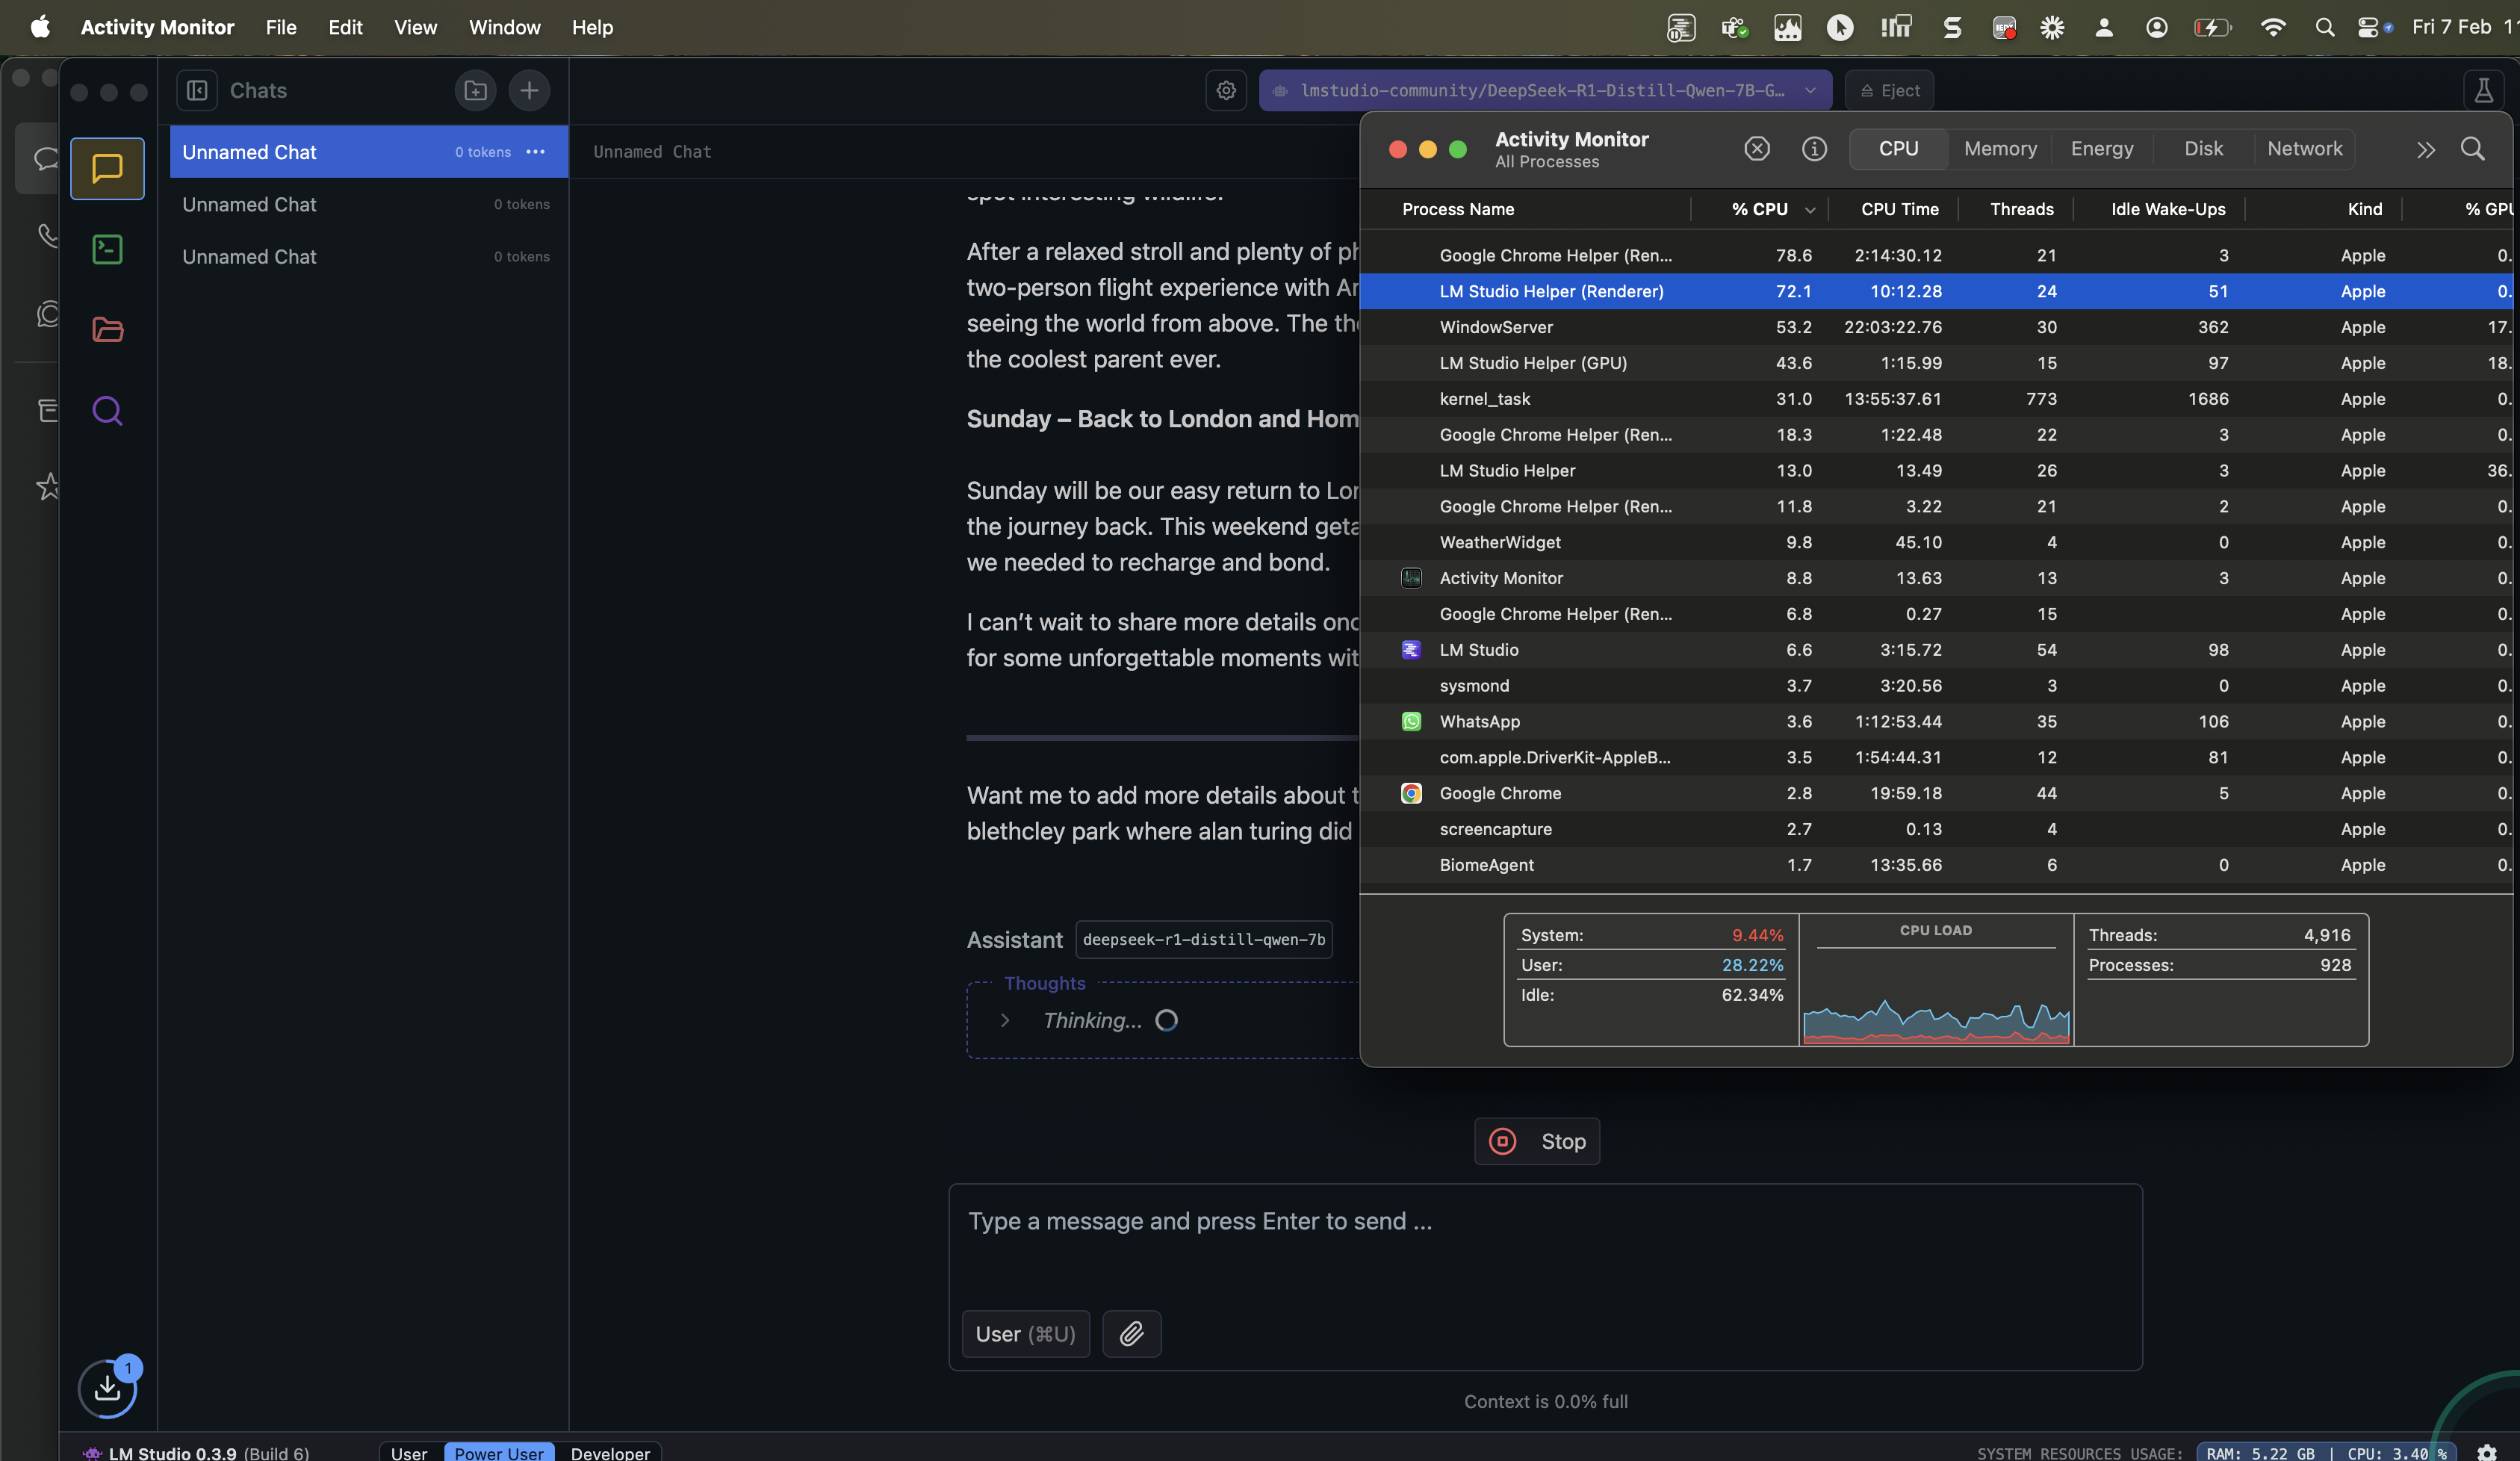 Activity Monitor File Edit View Window Help
Fri 7 Feb
Chats
lmstudio-community/DeepSeek-R1-Distill-Qwen-7B-G…
Eject
Unnamed Chat 0 tokens
Unnamed Chat 0 tokens
Unnamed Chat 0 tokens
Unnamed Chat
spot interesting wildlife.
After a relaxed stroll and plenty of
two-person flight experience with
seeing the world from above. The
the coolest parent ever.
Sunday – Back to London and
Sunday will be our easy return to
the journey back. This weekend
we needed to recharge and bond.
I can’t wait to share more details
for some unforgettable moments
Want me to add more details about
blethcley park where alan turing did
Assistant deepseek-r1-distill-qwen-7b
Thoughts
Thinking...
Stop
Type a message and press Enter to send ...
User (⌘U)
Context is 0.0% full
1
LM Studio 0.3.9 (Build 6) User Power User Developer
SYSTEM RESOURCES USAGE: RAM: 5.22 GB | CPU: 3.40 %
Activity Monitor
All Processes
CPU Memory Energy Disk Network
Process Name % CPU CPU Time Threads Idle Wake-Ups Kind % GPU
Google Chrome Helper (Ren... 78.6 2:14:30.12 21 3 Apple 0.
LM Studio Helper (Renderer) 72.1 10:12.28 24 51 Apple 0.
WindowServer 53.2 22:03:22.76 30 362 Apple 17.
LM Studio Helper (GPU) 43.6 1:15.99 15 97 Apple 18.
kernel_task 31.0 13:55:37.61 773 1686 Apple 0.
Google Chrome Helper (Ren... 18.3 1:22.48 22 3 Apple 0.
LM Studio Helper 13.0 13.49 26 3 Apple 36.
Google Chrome Helper (Ren... 11.8 3.22 21 2 Apple 0.
WeatherWidget 9.8 45.10 4 0 Apple 0.
Activity Monitor 8.8 13.63 13 3 Apple 0.
Google Chrome Helper (Ren... 6.8 0.27 15 Apple 0.
LM Studio 6.6 3:15.72 54 98 Apple 0.
sysmond 3.7 3:20.56 3 0 Apple 0.
WhatsApp 3.6 1:12:53.44 35 106 Apple 0.
com.apple.DriverKit-AppleB... 3.5 1:54:44.31 12 81 Apple 0.
Google Chrome 2.8 19:59.18 44 5 Apple 0.
screencapture 2.7 0.13 4 Apple 0.
BiomeAgent 1.7 13:35.66 6 0 Apple 0.
System: 9.44%
User: 28.22%
Idle: 62.34%
CPU LOAD
Threads: 4,916
Processes: 928